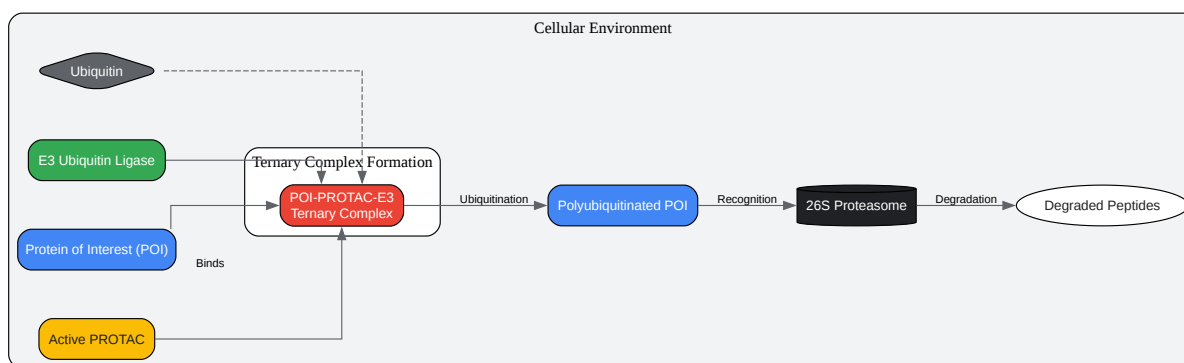 Cellular Environment
Ubiquitin
E3 Ubiquitin Ligase
Ternary Complex Formation
POI-PROTAC-E3
Ternary Complex
Ubiquitination
Polyubiquitinated POI
Recognition
26S Proteasome
Degradation
Degraded Peptides
Protein of Interest (POI)
Binds
Active PROTAC